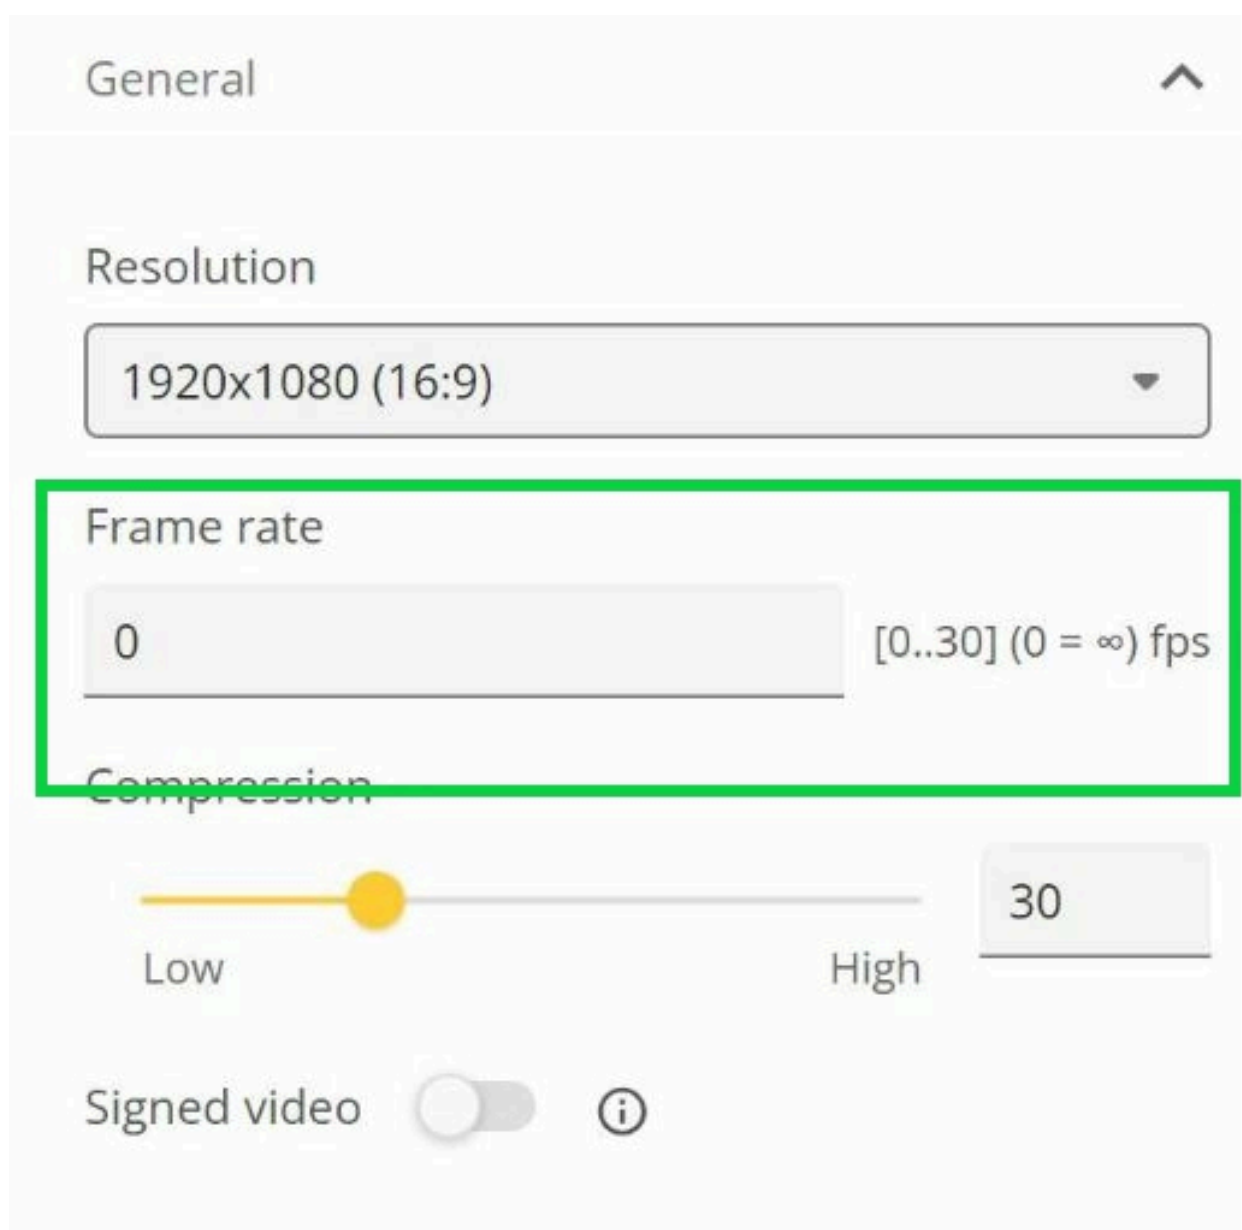 General
Resolution
1920x1080 (16:9)
Frame rate
0
[0..30] (0 = ∞) fps
Compression
30
Low
High
Signed video